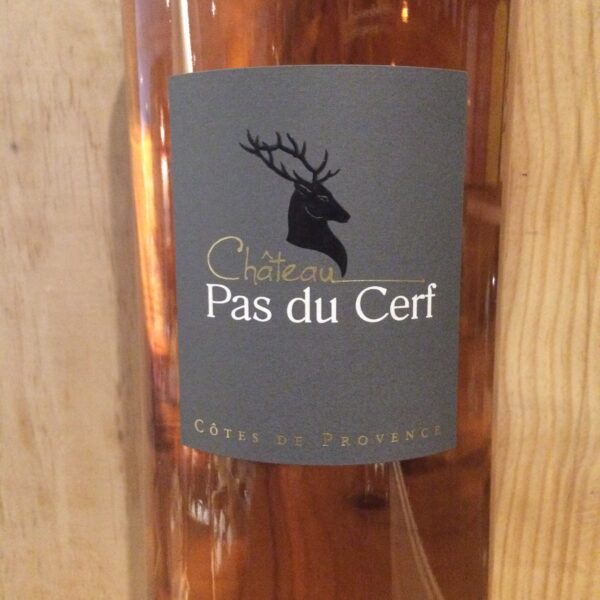 Château
Pas du Cerf
CÔTES DE PROVENCE